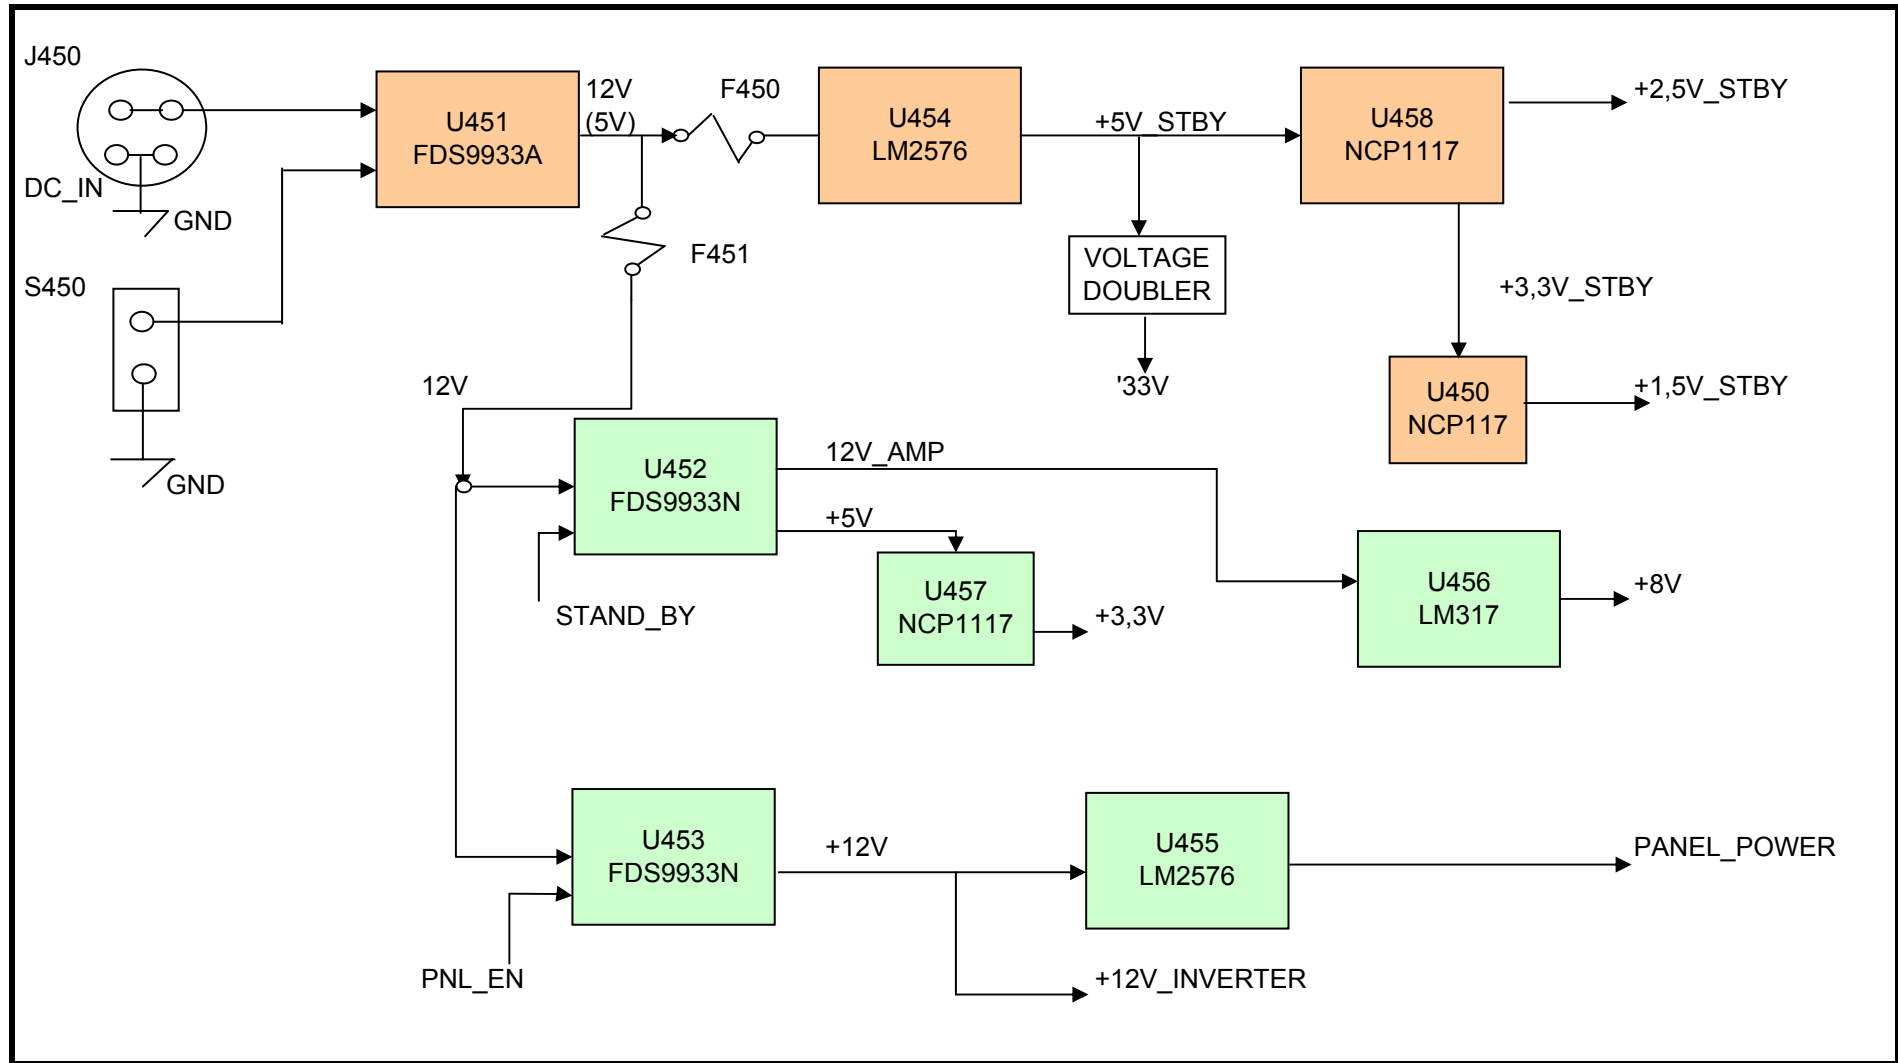 J450
DC_IN
GND
S450
GND
U451
FDS9933A
12V
(5V)
F450
F451
U454
LM2576
+5V_STBY
VOLTAGE
DOUBLER
'33V
U458
NCP1117
+2,5V_STBY
+3,3V_STBY
U450
NCP117
+1,5V_STBY
12V
U452
FDS9933N
STAND_BY
12V_AMP
+5V
U457
NCP1117
+3,3V
U456
LM317
+8V
U453
FDS9933N
PNL_EN
+12V
U455
LM2576
PANEL_POWER
+12V_INVERTER